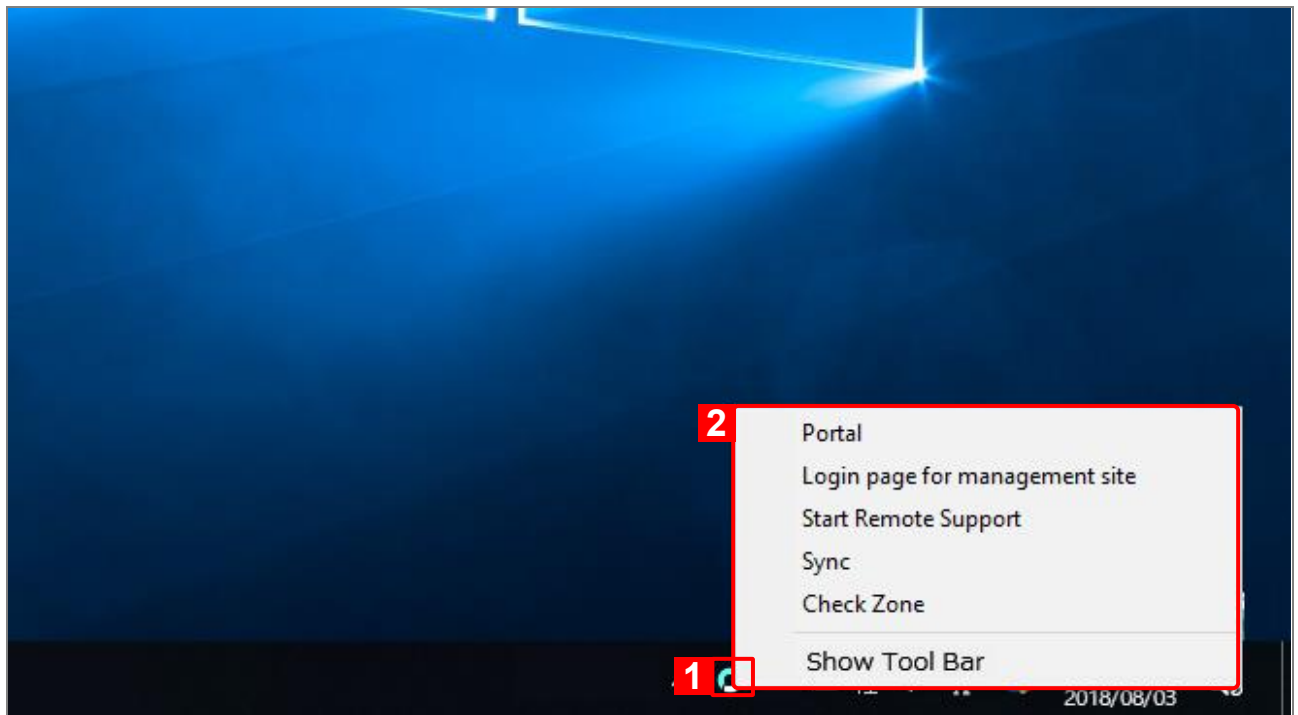 2
Portal
Login page for management site
Start Remote Support
Sync
Check Zone
Show Tool Bar
1
2018/08/03